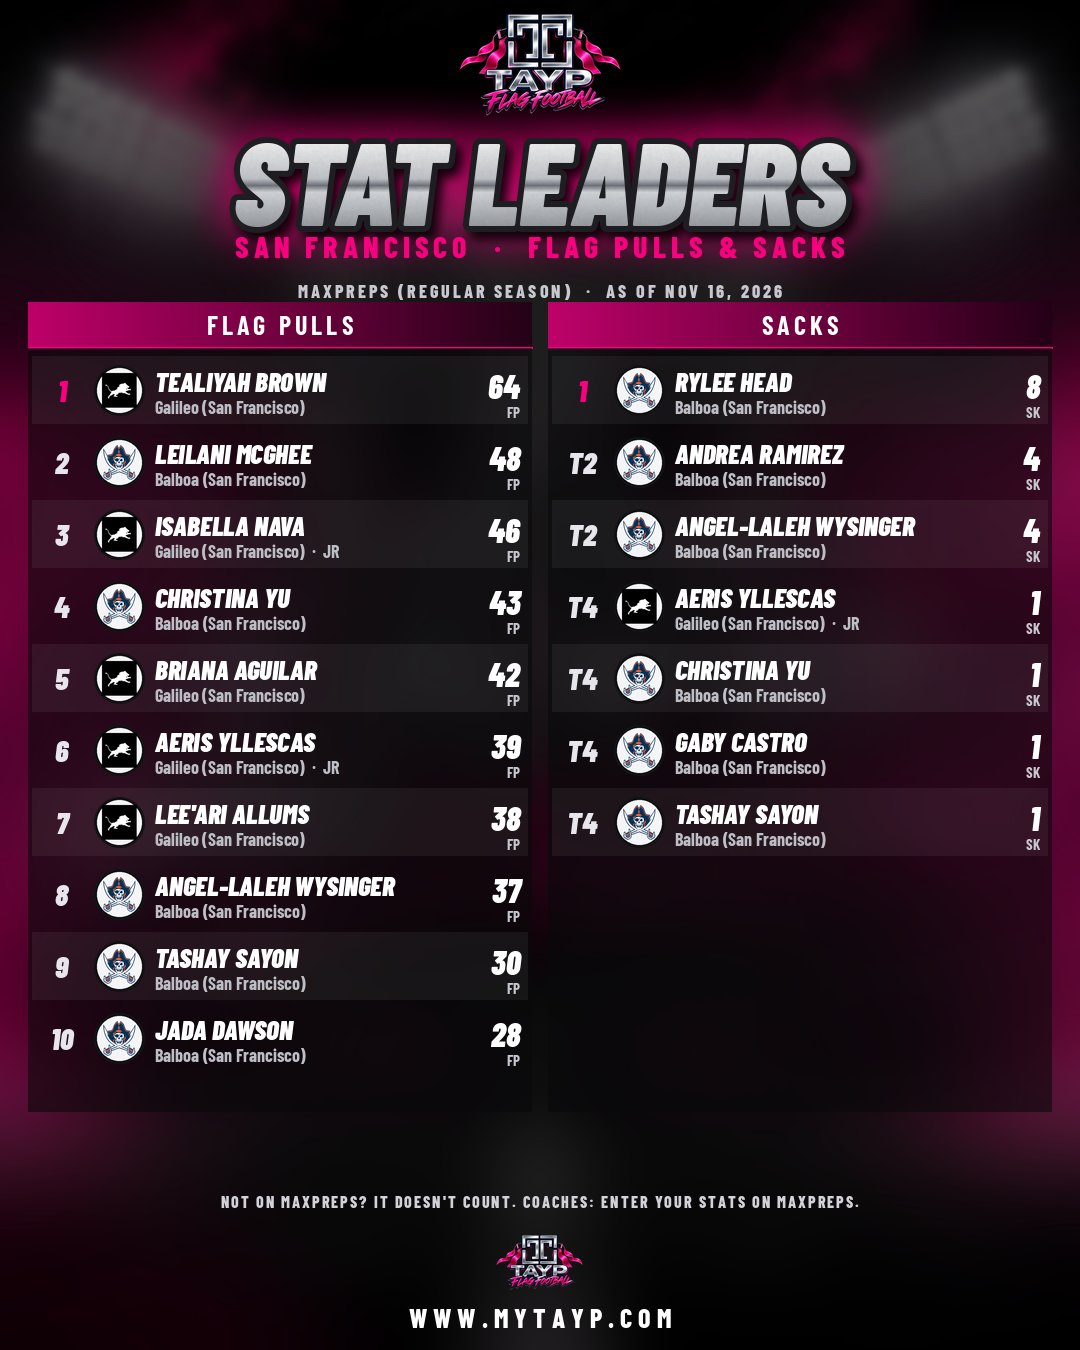 TAYP
FLAG FOOTBALL
STAT LEADERS
SAN FRANCISCO · FLAG PULLS & SACKS
MAXPREPS (REGULAR SEASON) · AS OF NOV 16, 2026
FLAG PULLS
1 TEALIYAH BROWN 64
Galileo (San Francisco) FP
2 LEILANI MCGHEE 48
Balboa (San Francisco) FP
3 ISABELLA NAVA 46
Galileo (San Francisco) · JR FP
4 CHRISTINA YU 43
Balboa (San Francisco) FP
5 BRIANA AGUILAR 42
Galileo (San Francisco) FP
6 AERIS YLLESCAS 39
Galileo (San Francisco) · JR FP
7 LEE'ARI ALLUMS 38
Galileo (San Francisco) FP
8 ANGEL-LALEH WYSINGER 37
Balboa (San Francisco) FP
9 TASHAY SAYON 30
Balboa (San Francisco) FP
10 JADA DAWSON 28
Balboa (San Francisco) FP
SACKS
1 RYLEE HEAD 8
Balboa (San Francisco) SK
T2 ANDREA RAMIREZ 4
Balboa (San Francisco) SK
T2 ANGEL-LALEH WYSINGER 4
Balboa (San Francisco) SK
T4 AERIS YLLESCAS 1
Galileo (San Francisco) · JR SK
T4 CHRISTINA YU 1
Balboa (San Francisco) SK
T4 GABY CASTRO 1
Balboa (San Francisco) SK
T4 TASHAY SAYON 1
Balboa (San Francisco) SK
NOT ON MAXPREPS? IT DOESN'T COUNT. COACHES: ENTER YOUR STATS ON MAXPREPS.
TAYP
FLAG FOOTBALL
WWW.MYTAYP.COM